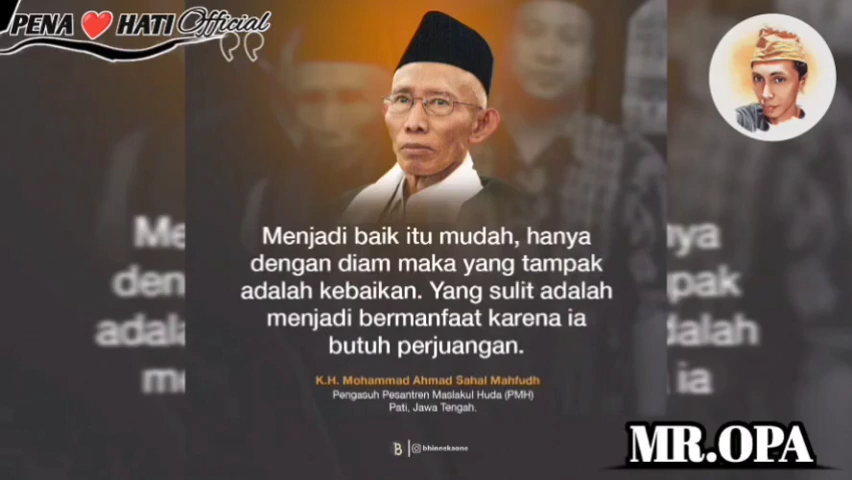 PENA HATI Official
Menjadi baik itu mudah, hanya
dengan diam maka yang tampak
adalah kebaikan. Yang sulit adalah
menjadi bermanfaat karena ia
butuh perjuangan.
K.H. Mohammad Ahmad Sahal Mahfudh
Pengasuh Pesantren Maslakul Huda (PMH)
Pati, Jawa Tengah.
B bhinnekaone
MR.OPA